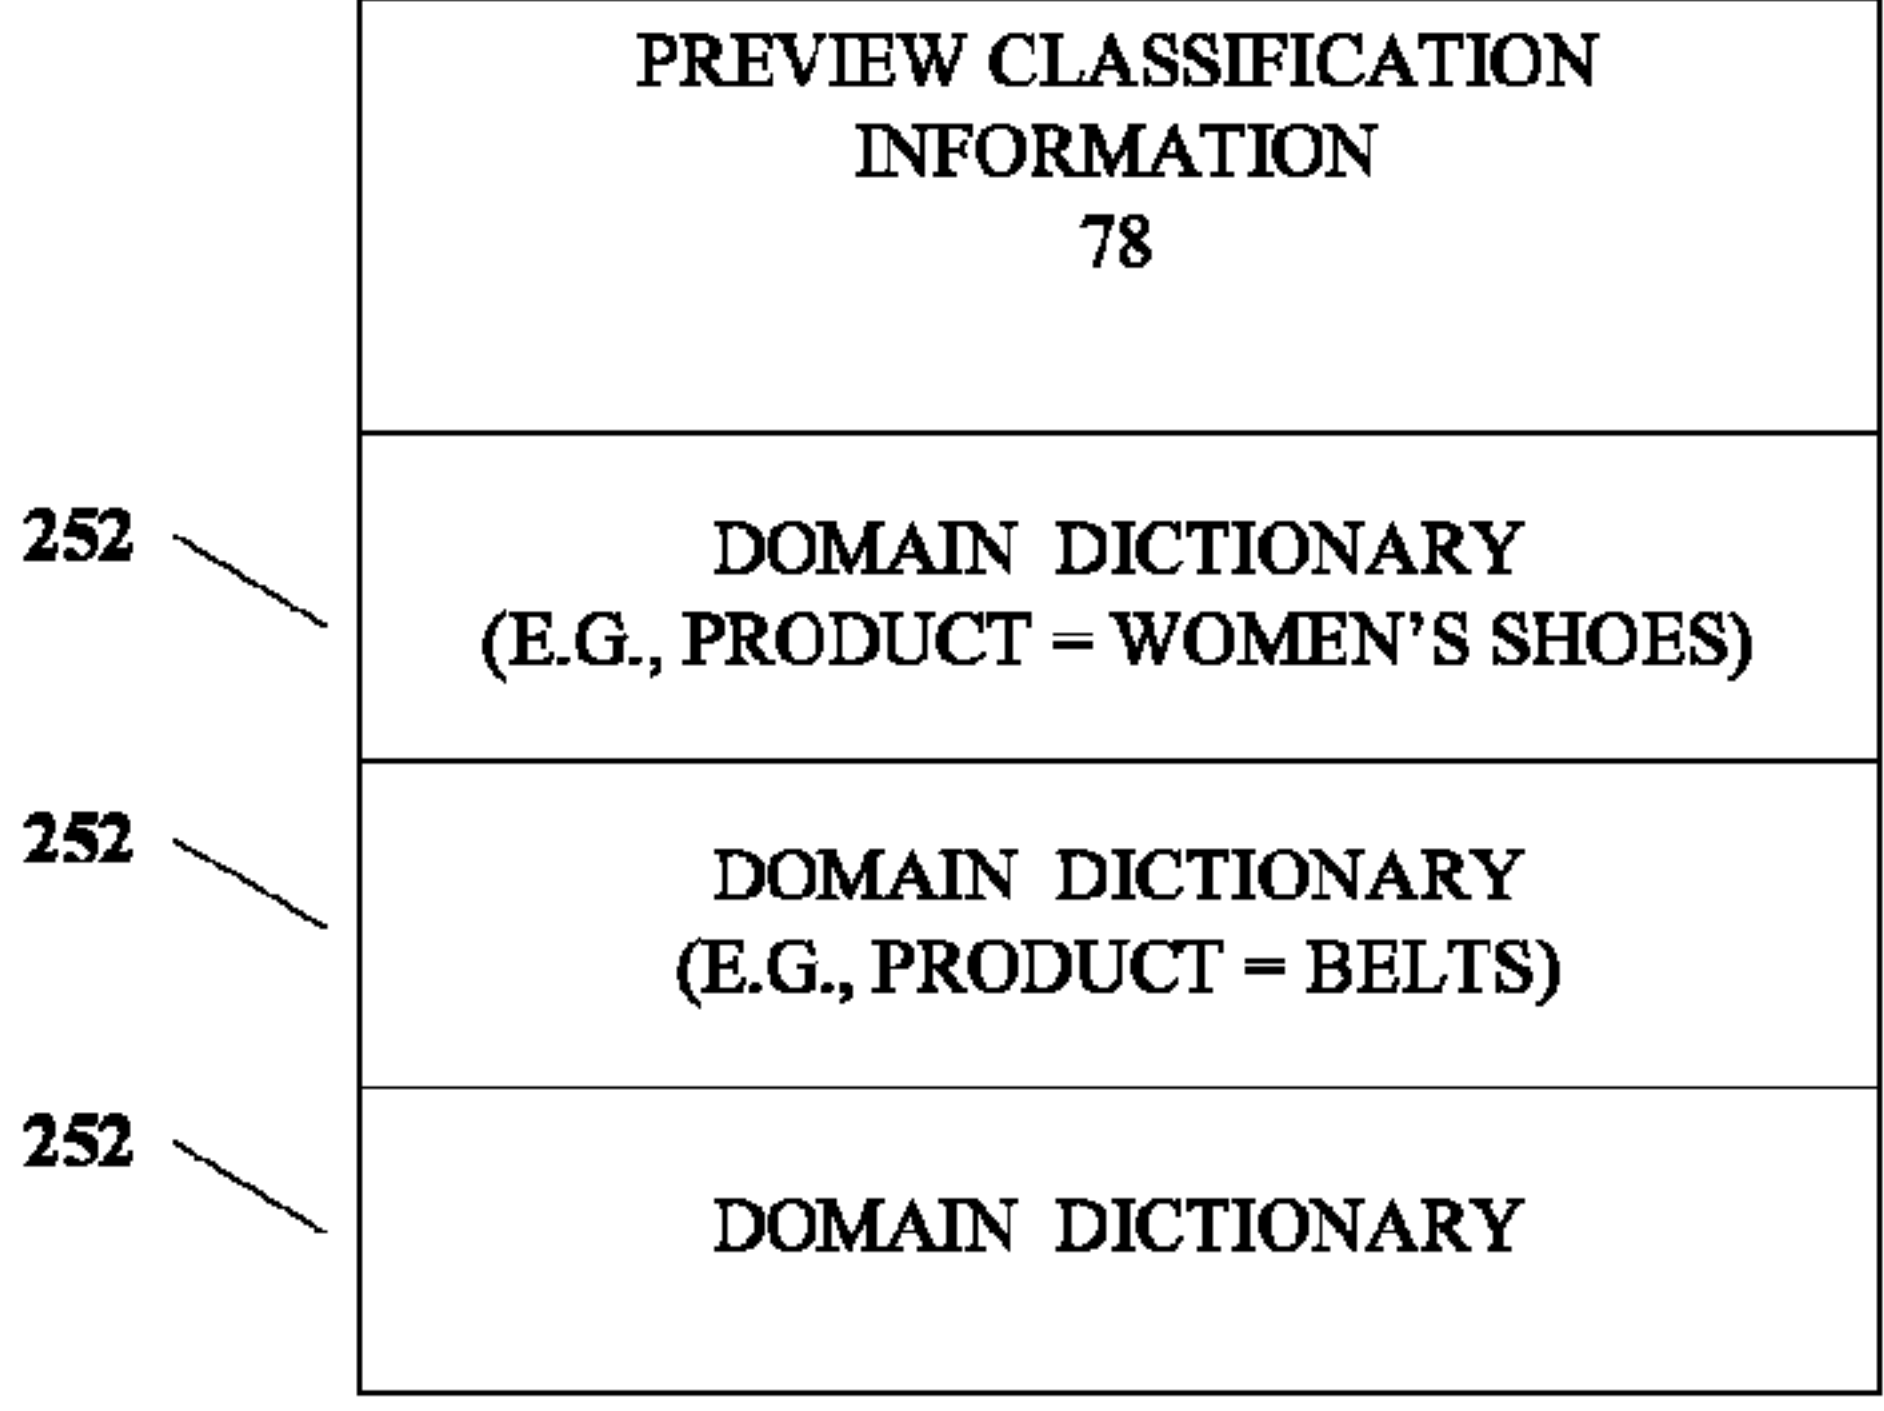 PREVIEW CLASSIFICATION
INFORMATION
78
252
DOMAIN DICTIONARY
(E.G., PRODUCT = WOMEN’S SHOES)
252
DOMAIN DICTIONARY
(E.G., PRODUCT = BELTS)
252
DOMAIN DICTIONARY